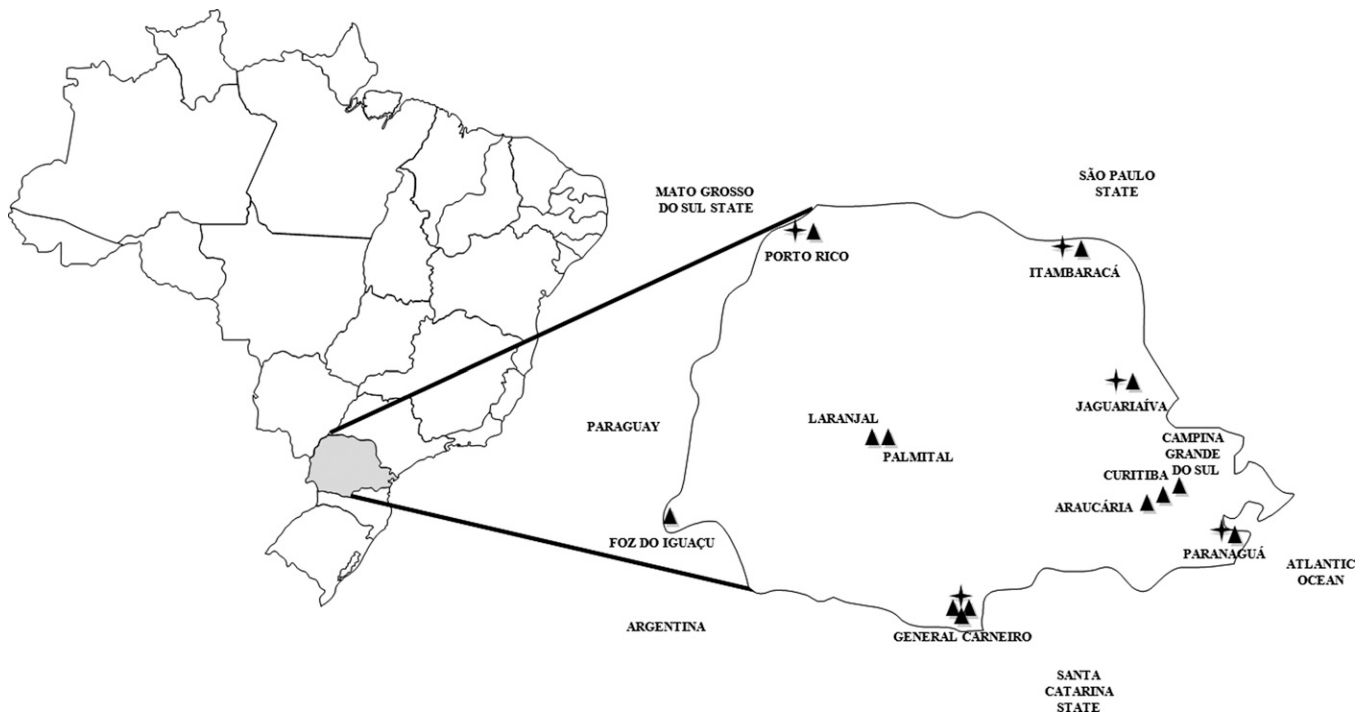 SÃO PAULO
STATE
MATO GROSSO
DO SUL STATE
PORTO RICO
ITAMBARACÁ
JAGUARIAÍVA
LARANJAL
PARAGUAY
PALMITAL
CAMPINA
GRANDE
DO SUL
CURITIBA
ARAUCÁRIA
FOZ DO IGUAÇU
PARANAGUÁ
ATLANTIC
OCEAN
ARGENTINA
GENERAL CARNEIRO
SANTA
CATARINA
STATE